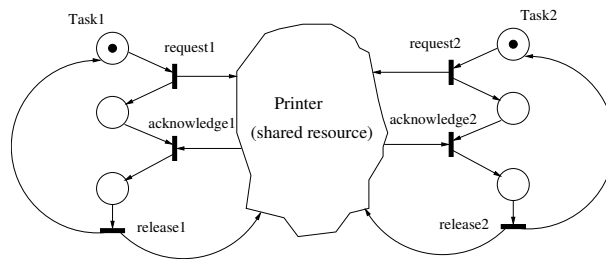 Task1
Task2
request1
request2
Printer
(shared resource)
acknowledge1
acknowledge2
release1
release2